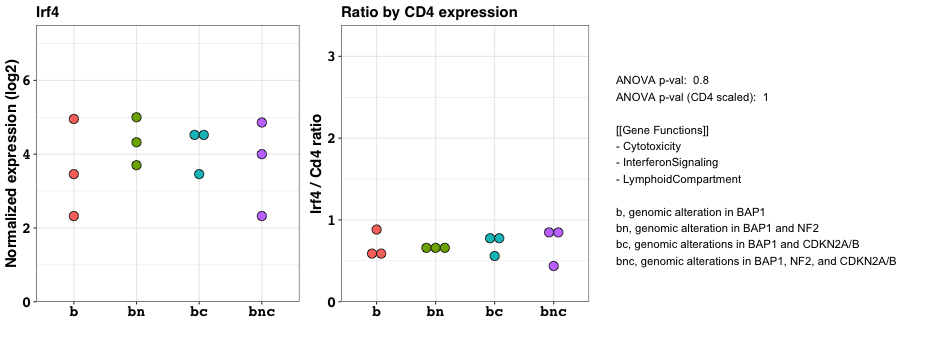 Irf4
Normalized expression (log2)
6
4
2
0
b
bn
bc
bnc
Ratio by CD4 expression
Irf4 / Cd4 ratio
3
2
1
0
b
bn
bc
bnc
ANOVA p-val:  0.8
ANOVA p-val (CD4 scaled):  1
[[Gene Functions]]
- Cytotoxicity
- InterferonSignaling
- LymphoidCompartment
b, genomic alteration in BAP1
bn, genomic alteration in BAP1 and NF2
bc, genomic alterations in BAP1 and CDKN2A/B
bnc, genomic alterations in BAP1, NF2, and CDKN2A/B